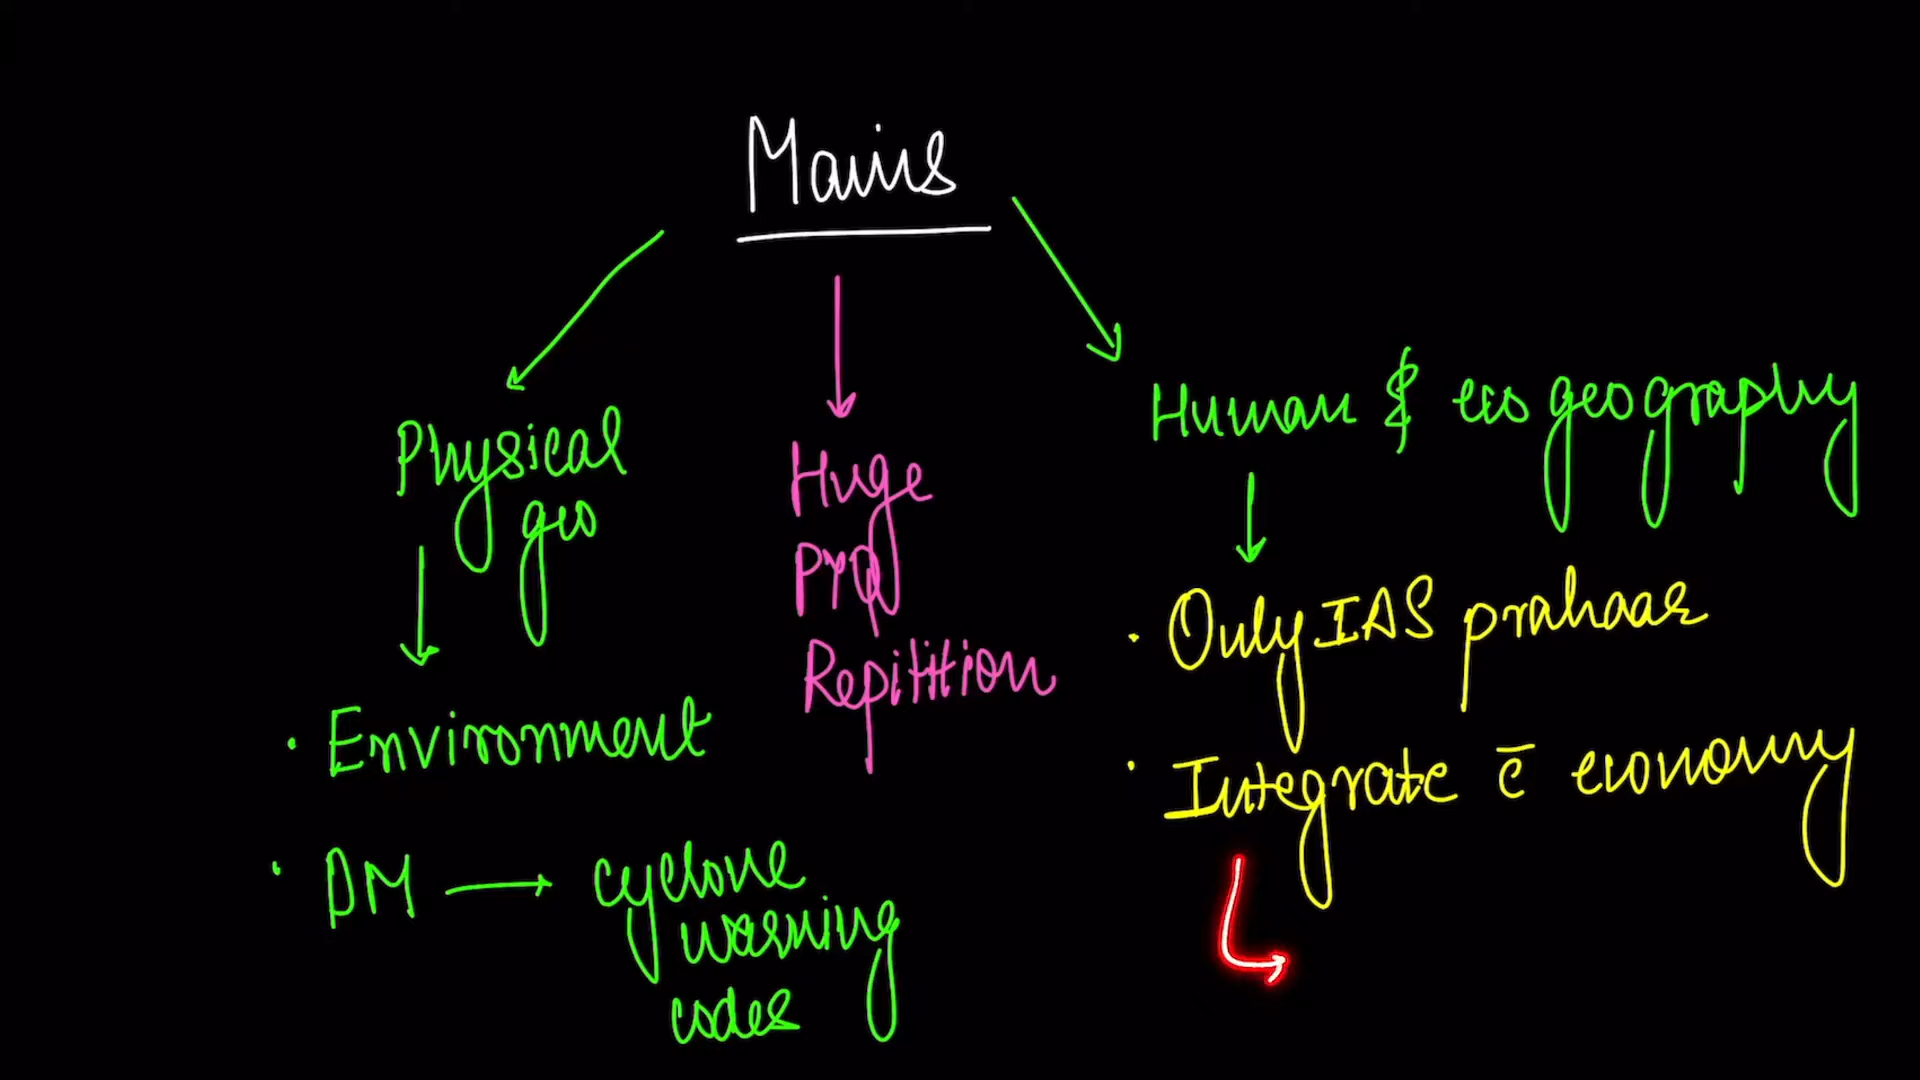 Mains
Physical
geo
Huge
PYQ
Repitition
Human & eco geography
• Environment
• DM → cyclone
warning
codes
• Only IAS prahaar
• Integrate c̄ economy